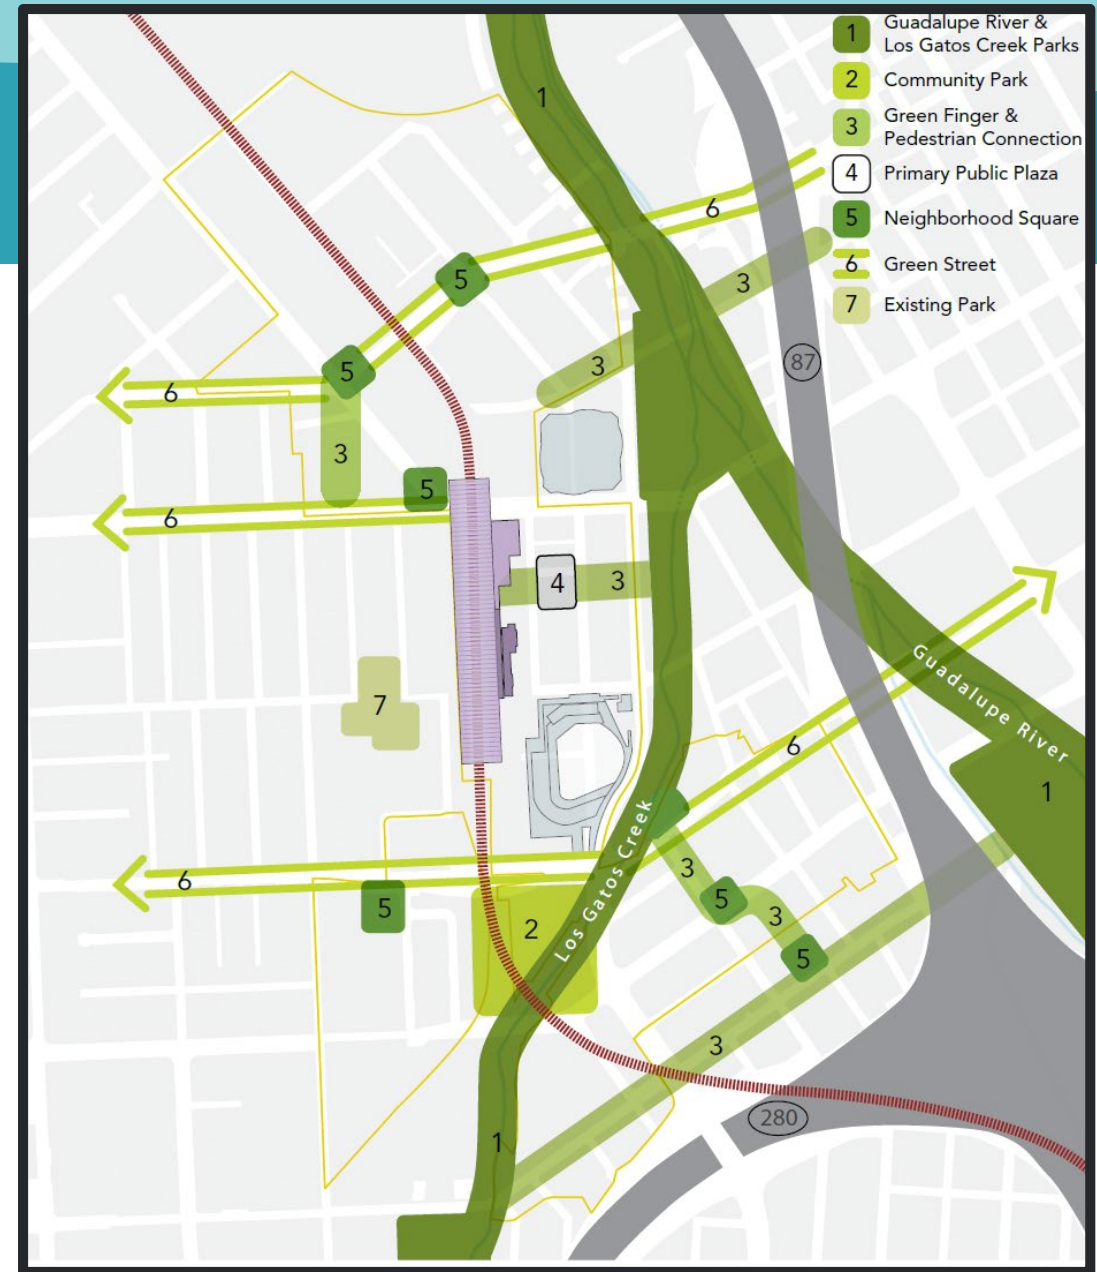 1 Guadalupe River &
Los Gatos Creek Parks
2 Community Park
3 Green Finger &
Pedestrian Connection
4 Primary Public Plaza
5 Neighborhood Square
6 Green Street
7 Existing Park
1
6
3
5
87
3
5
6
3
5
6
4
3
Guadalupe River
7
6
1
Los Gatos Creek
3
6
5
5
3
2
5
3
280
1